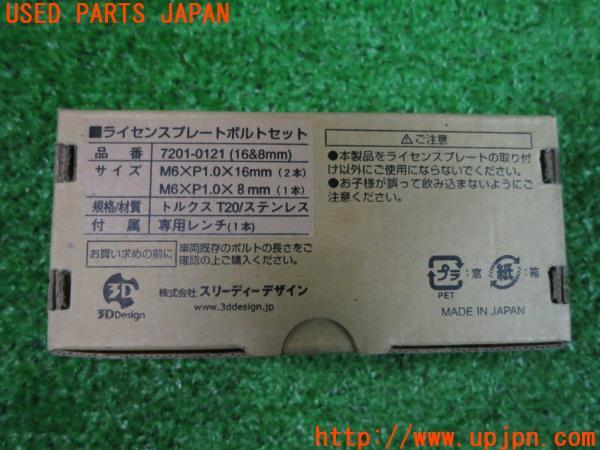 USED PARTS JAPAN
■ライセンスプレートボルトセット
品番 7201-0121 (16&8mm)
サイズ M6×P1.0×16mm (2本)
M6×P1.0×8mm (1本)
規格/材質 トルクス T20/ステンレス
付属 専用レンチ(1本)
お買い求めの前に
車両既存のボルトの長さをご
確認の上ご購入ください。
3D
3DDesign
株式会社 スリーディーデザイン
www.3ddesign.jp
⚠ご注意
●本製品をライセンスプレートの取り付
け以外にご使用にならないでください。
●お子様が誤って飲み込まないようにご
注意ください。
プラ :窓 紙 :箱
PET
MADE IN JAPAN
http://www.upjpn.com/